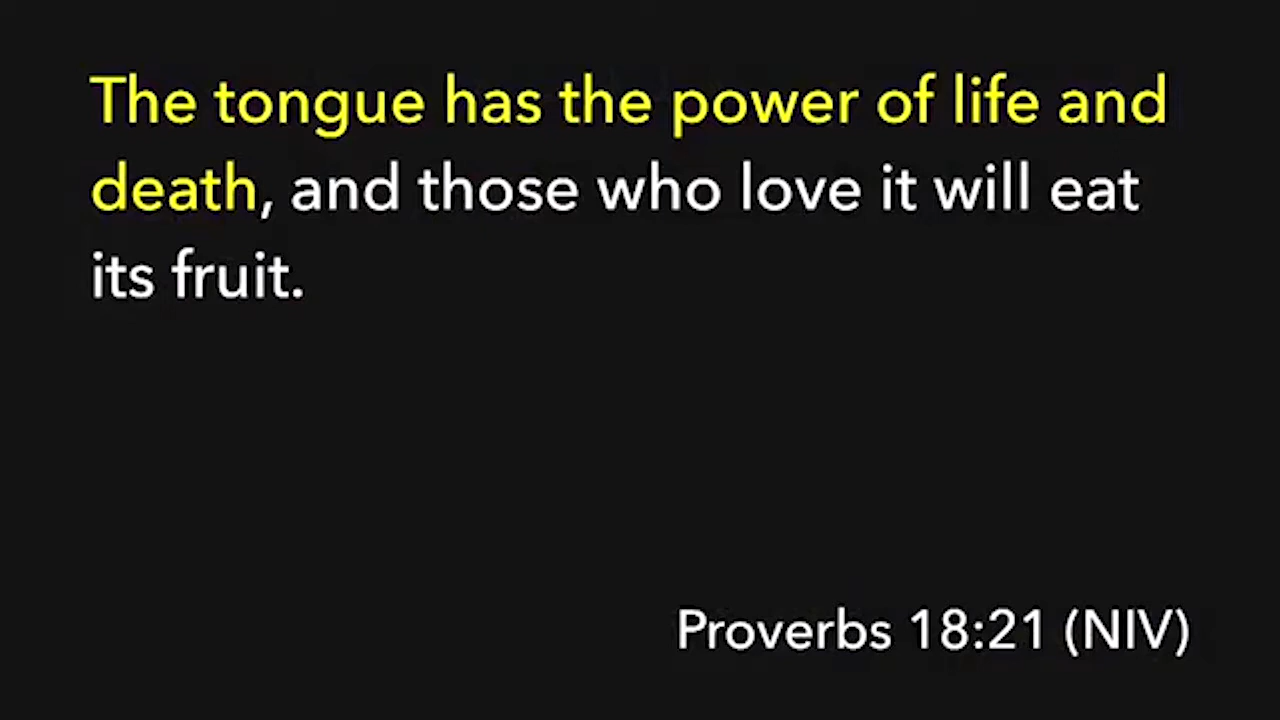 The tongue has the power of life and
death, and those who love it will eat
its fruit.
Proverbs 18:21 (NIV)